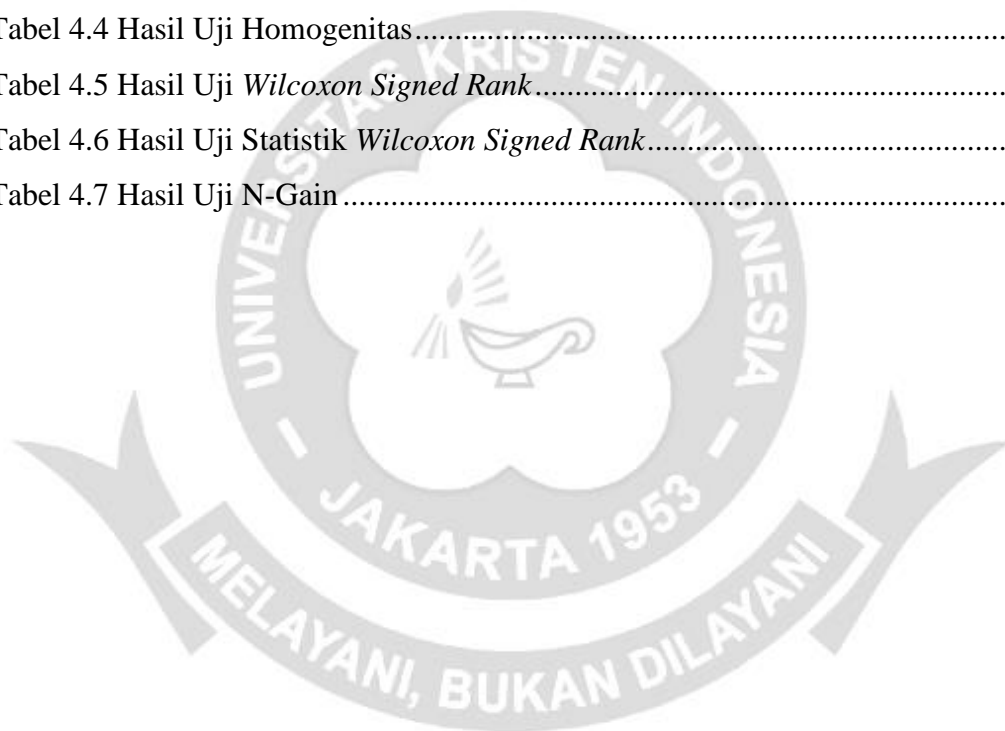 Tabel 4.4 Hasil Uji Homogenitas
Tabel 4.5 Hasil Uji Wilcoxon Signed Rank
Tabel 4.6 Hasil Uji Statistik Wilcoxon Signed Rank
Tabel 4.7 Hasil Uji N-Gain
UNIVERSITAS KRISTEN INDONESIA
- JAKARTA 1953 -
MELAYANI, BUKAN DILAYANI